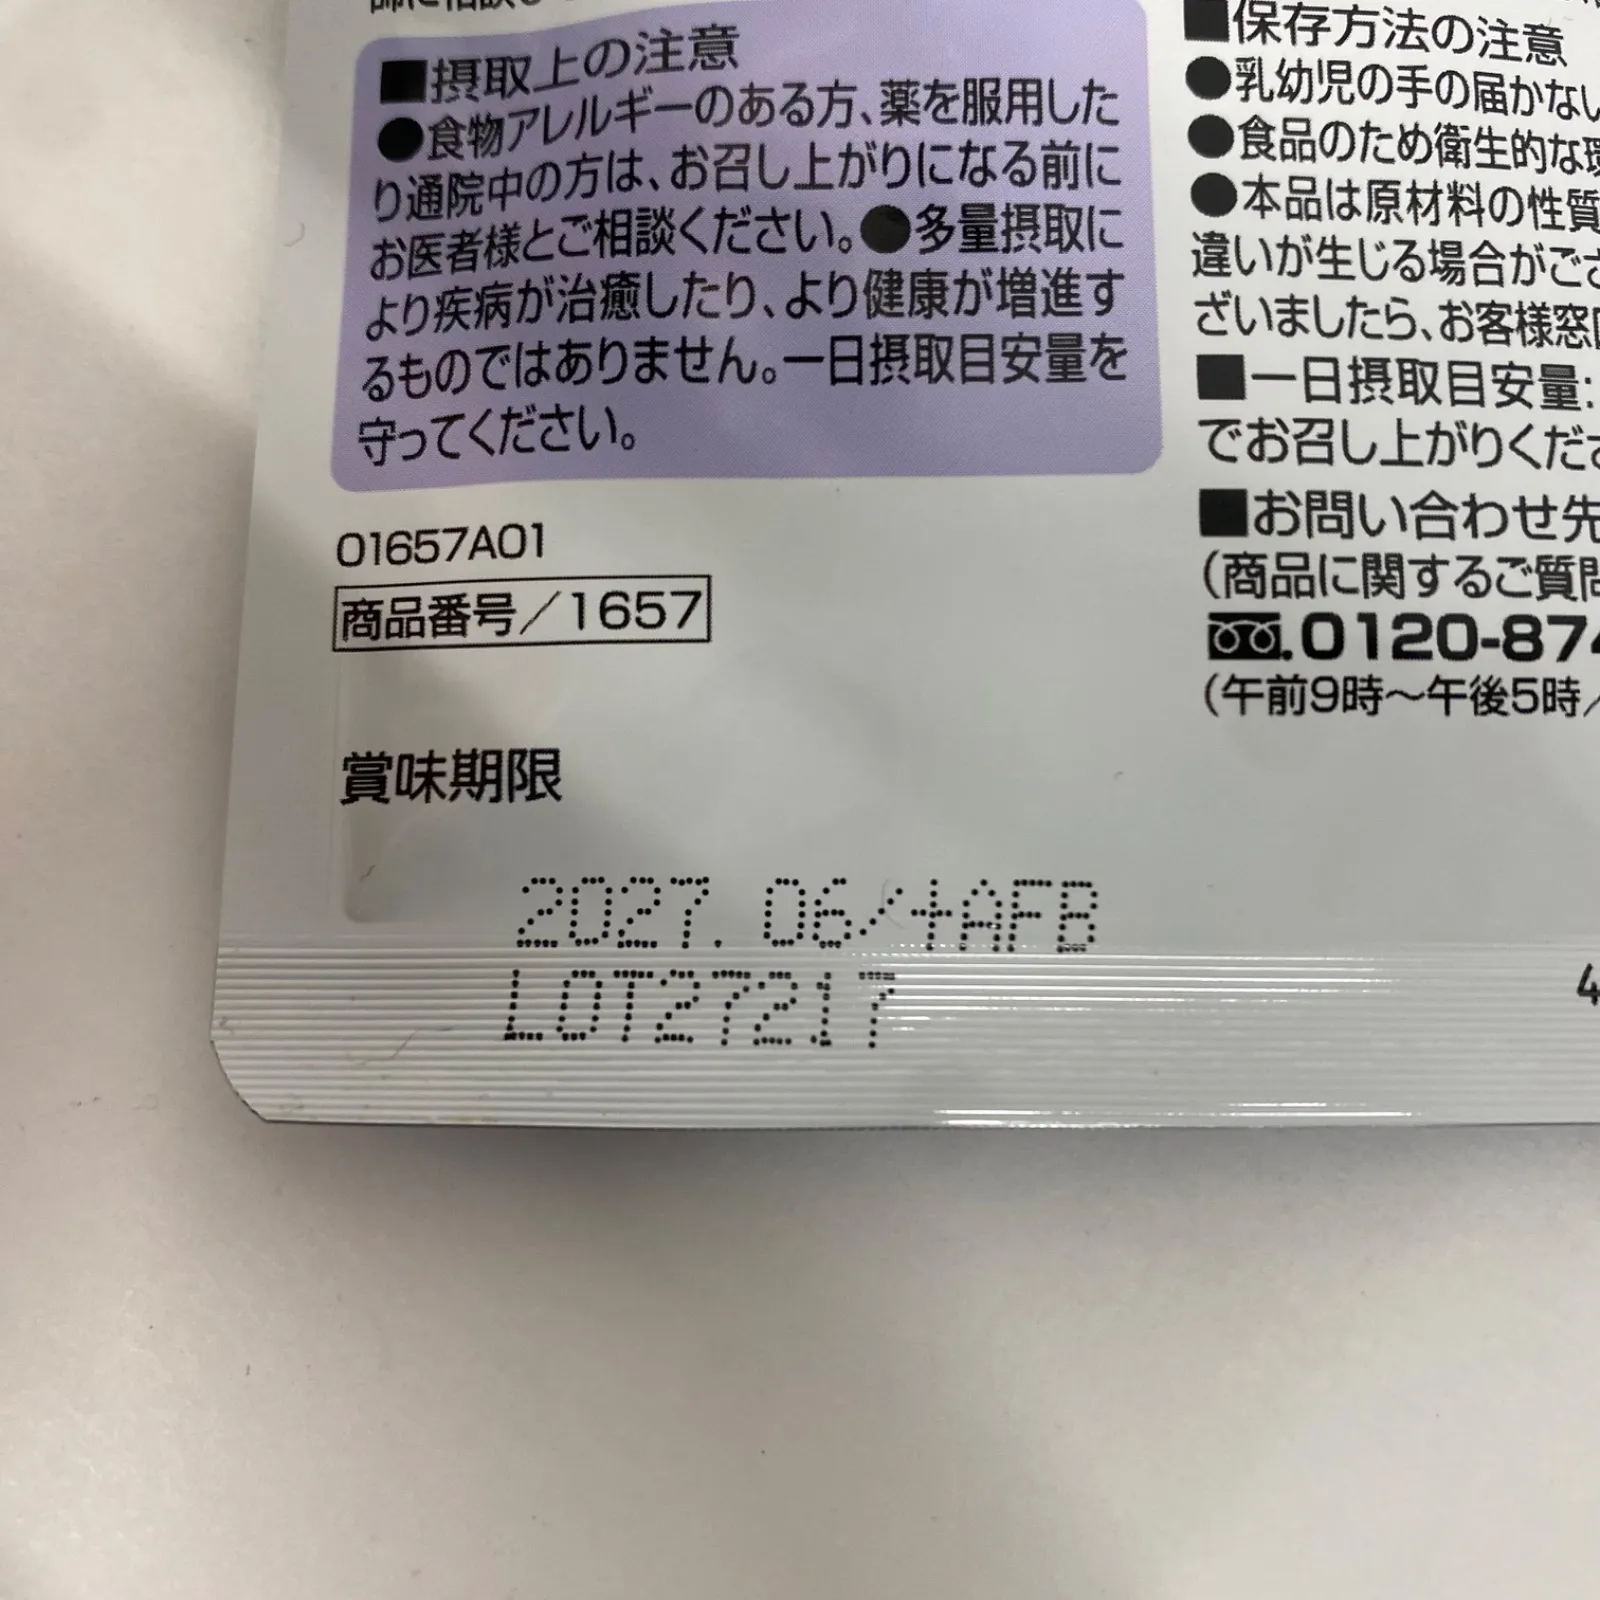 ■摂取上の注意
●食物アレルギーのある方、薬を服用した
り通院中の方は、お召し上がりになる前に
お医者様とご相談ください。●多量摂取に
より疾病が治癒したり、より健康が増進す
るものではありません。一日摂取目安量を
守ってください。
01657A01
商品番号／1657
賞味期限
2027.06/+AFB
LOT27217
■保存方法の注意
●乳幼児の手の届かない
●食品のため衛生的な環
●本品は原材料の性質
違いが生じる場合がござ
ざいましたら、お客様窓口
■一日摂取目安量:
でお召し上がりくださ
■お問い合わせ先
(商品に関するご質問
.0120-874
(午前9時～午後5時／
4